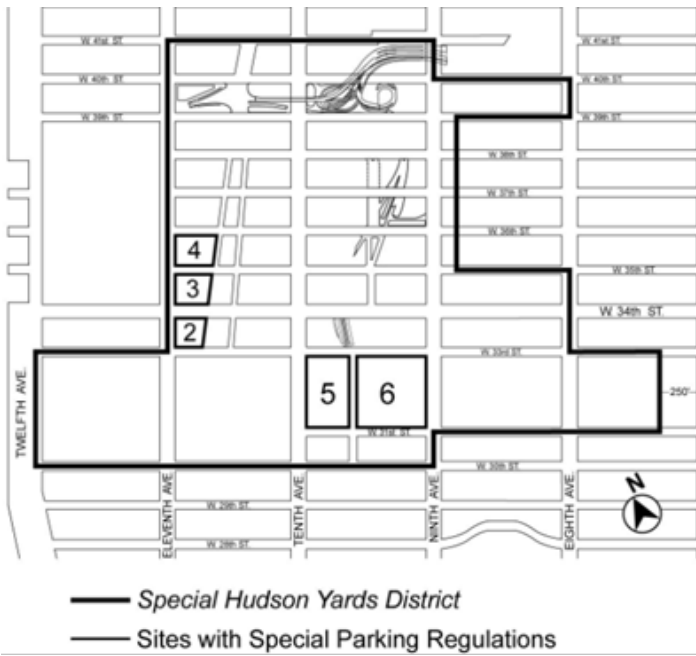 W. 41st ST. W. 41st ST.
W. 40th ST. W. 40th ST.
W. 39th ST. W. 39th ST.
W. 38th ST.
W. 37th ST.
W. 36th ST.
4
W. 35th ST.
3
W. 34th ST.
2
W. 33rd ST.
TWELFTH AVE.
5 6
250'
W. 31st ST.
W. 30th ST.
ELEVENTH AVE.
TENTH AVE.
NINTH AVE.
EIGHTH AVE.
N
W. 29th ST.
W. 28th ST.
Special Hudson Yards District
Sites with Special Parking Regulations